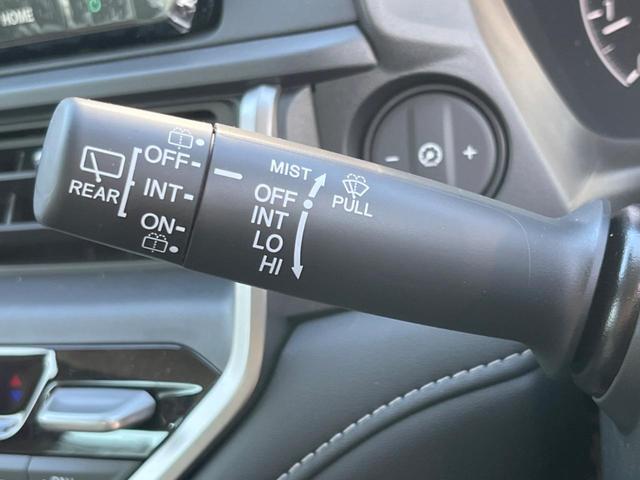 HOME
REAR
OFF
INT
ON
MIST
OFF
INT
LO
HI
PULL
- +